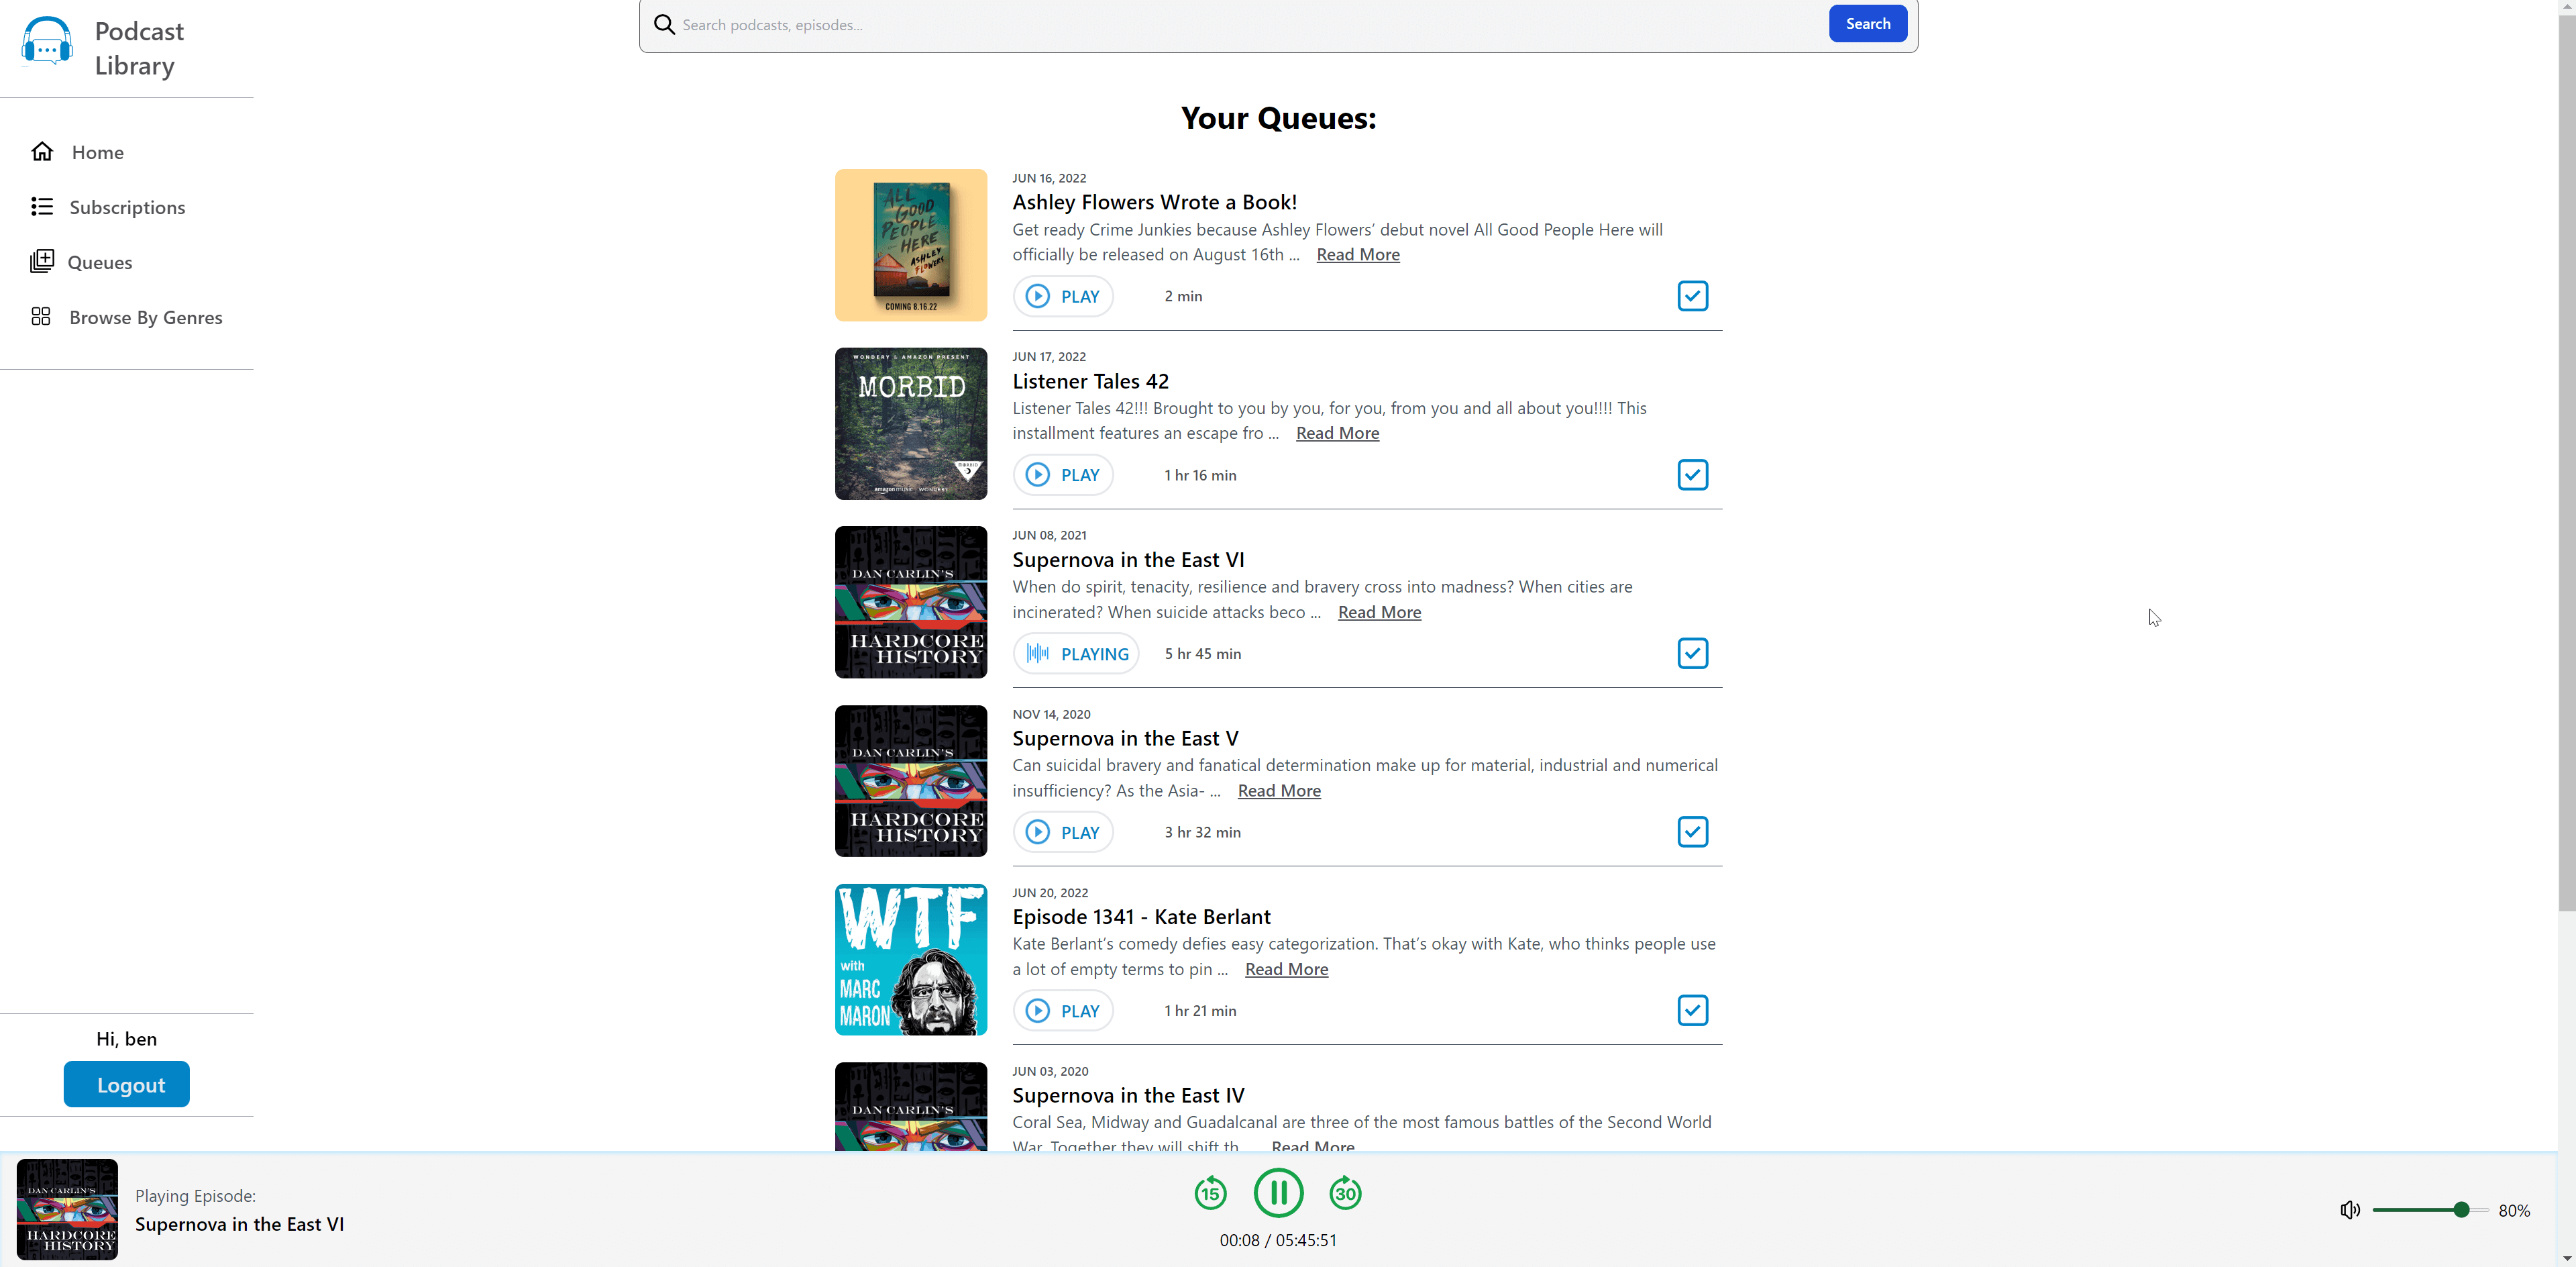 Podcast
Library
Search podcasts, episodes...
Search
Home
Subscriptions
Queues
Browse By Genres
Hi, ben
Logout
Your Queues:
ALL
GOOD
PEOPLE
HERE
ASHLEY
FLOWERS
COMING 8.16.22
JUN 16, 2022
Ashley Flowers Wrote a Book!
Get ready Crime Junkies because Ashley Flowers’ debut novel All Good People Here will
officially be released on August 16th ... Read More
PLAY 2 min
WONDERY & AMAZON PRESENT
MORBID
MORBID
amazon music WONDERY
JUN 17, 2022
Listener Tales 42
Listener Tales 42!!! Brought to you by you, for you, from you and all about you!!!! This
installment features an escape fro ... Read More
PLAY 1 hr 16 min
DAN CARLIN'S
HARDCORE
HISTORY
JUN 08, 2021
Supernova in the East VI
When do spirit, tenacity, resilience and bravery cross into madness? When cities are
incinerated? When suicide attacks beco ... Read More
PLAYING 5 hr 45 min
DAN CARLIN'S
HARDCORE
HISTORY
NOV 14, 2020
Supernova in the East V
Can suicidal bravery and fanatical determination make up for material, industrial and numerical
insufficiency? As the Asia- ... Read More
PLAY 3 hr 32 min
WTF
with
MARC
MARON
JUN 20, 2022
Episode 1341 - Kate Berlant
Kate Berlant’s comedy defies easy categorization. That’s okay with Kate, who thinks people use
a lot of empty terms to pin ... Read More
PLAY 1 hr 21 min
DAN CARLIN'S
JUN 03, 2020
Supernova in the East IV
Coral Sea, Midway and Guadalcanal are three of the most famous battles of the Second World
War. Together they will shift th ... Read More
DAN CARLIN'S
HARDCORE
HISTORY
Playing Episode:
Supernova in the East VI
15 30
00:08 / 05:45:51
80%